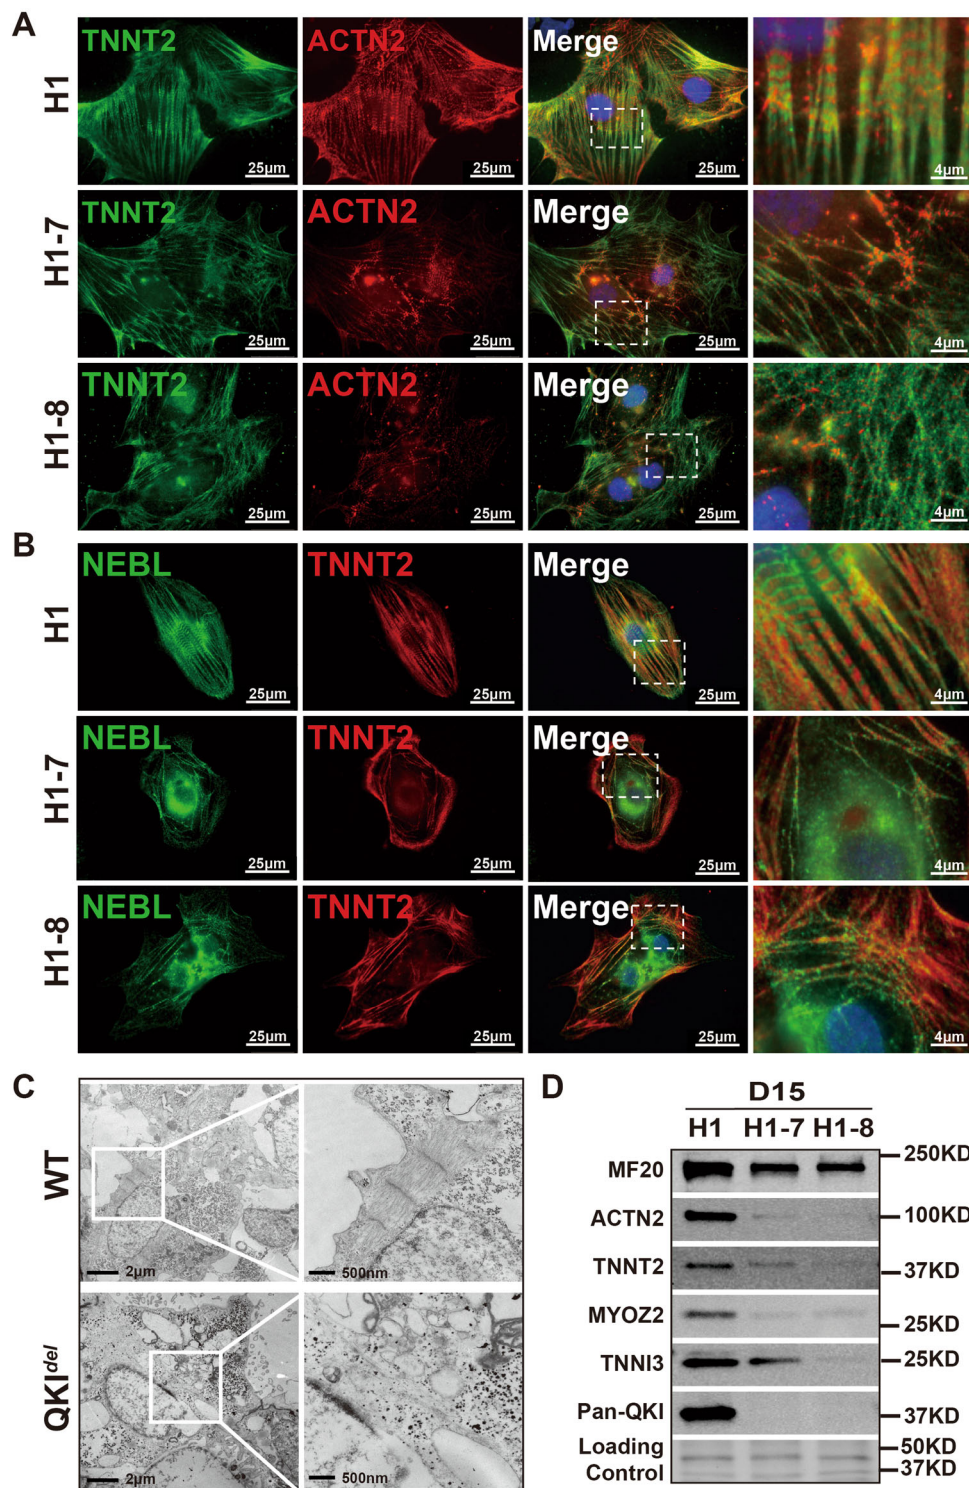 A
H1
TNNT2
25µm
ACTN2
25µm
Merge
25µm
4µm
H1-7
TNNT2
25µm
ACTN2
25µm
Merge
25µm
4µm
H1-8
TNNT2
25µm
ACTN2
25µm
Merge
25µm
4µm
B
H1
NEBL
25µm
TNNT2
25µm
Merge
25µm
4µm
H1-7
NEBL
25µm
TNNT2
25µm
Merge
25µm
4µm
H1-8
NEBL
25µm
TNNT2
25µm
Merge
25µm
4µm
C
WT
2µm
500nm
QKIdel
2µm
500nm
D
D15
H1 H1-7 H1-8
MF20 250KD
ACTN2 100KD
TNNT2 37KD
MYOZ2 25KD
TNNI3 25KD
Pan-QKI 37KD
Loading 50KD
Control 37KD